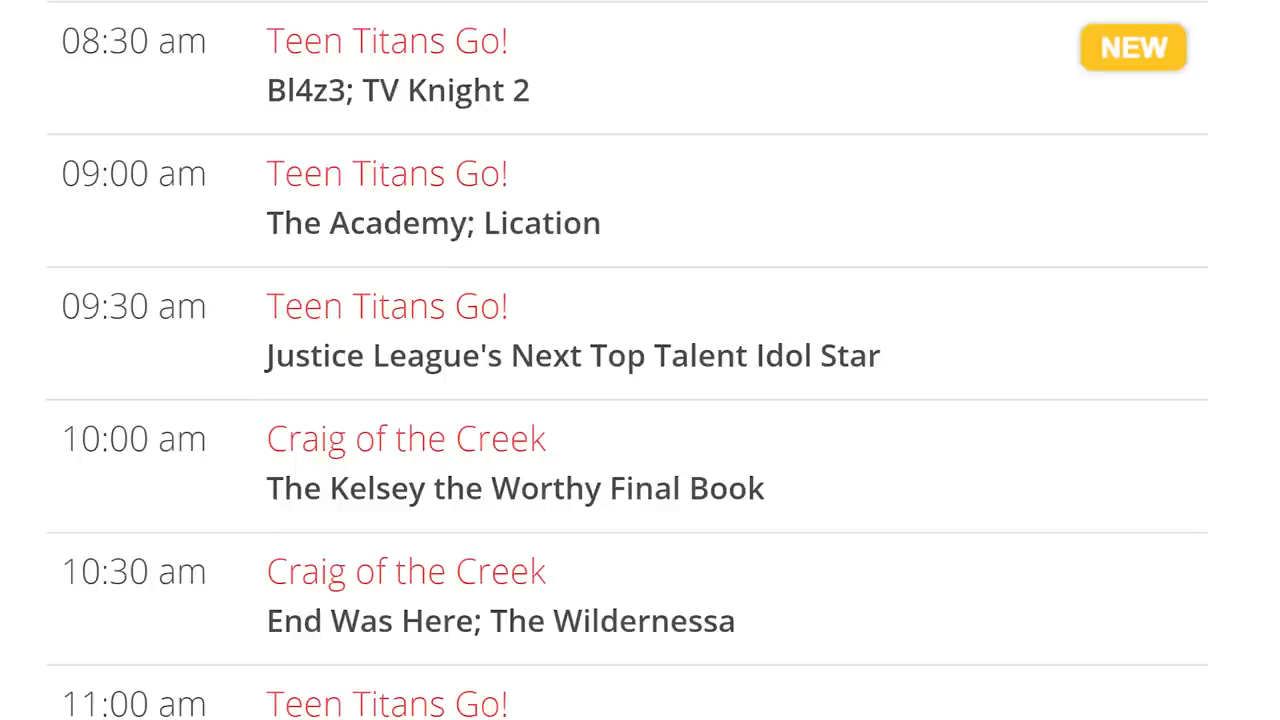 08:30 am Teen Titans Go! NEW
Bl4z3; TV Knight 2
09:00 am Teen Titans Go!
The Academy; Lication
09:30 am Teen Titans Go!
Justice League's Next Top Talent Idol Star
10:00 am Craig of the Creek
The Kelsey the Worthy Final Book
10:30 am Craig of the Creek
End Was Here; The Wildernessa
11:00 am Teen Titans Go!